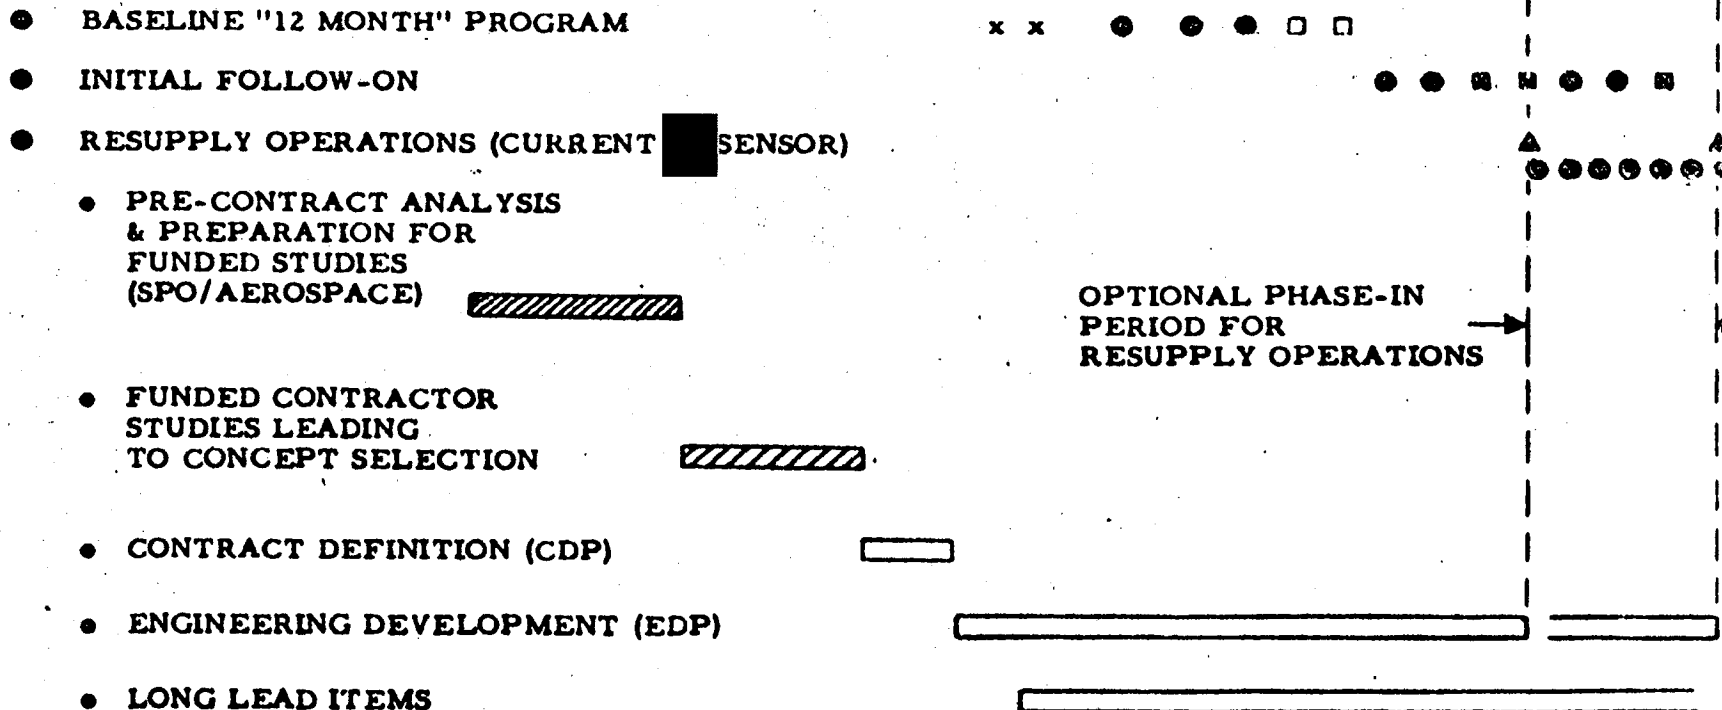 BASELINE "12 MONTH" PROGRAM
INITIAL FOLLOW-ON
RESUPPLY OPERATIONS (CURRENT SENSOR)
PRE-CONTRACT ANALYSIS
& PREPARATION FOR
FUNDED STUDIES
(SPO/AEROSPACE)
OPTIONAL PHASE-IN
PERIOD FOR
RESUPPLY OPERATIONS
FUNDED CONTRACTOR
STUDIES LEADING
TO CONCEPT SELECTION
CONTRACT DEFINITION (CDP)
ENGINEERING DEVELOPMENT (EDP)
LONG LEAD ITEMS